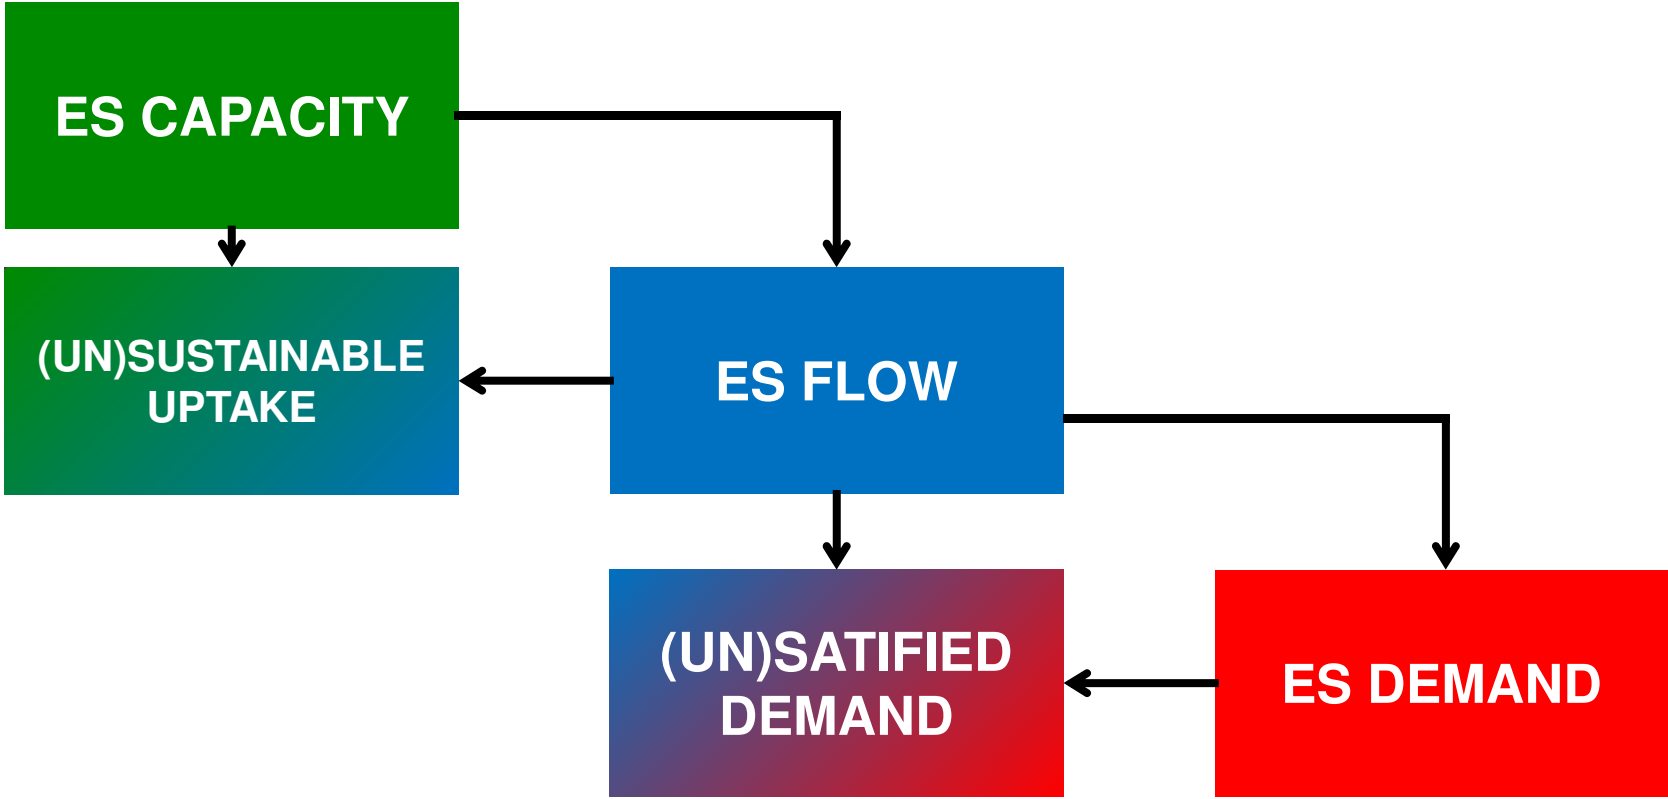 ES CAPACITY
(UN)SUSTAINABLE
UPTAKE
ES FLOW
(UN)SATIFIED
DEMAND
ES DEMAND